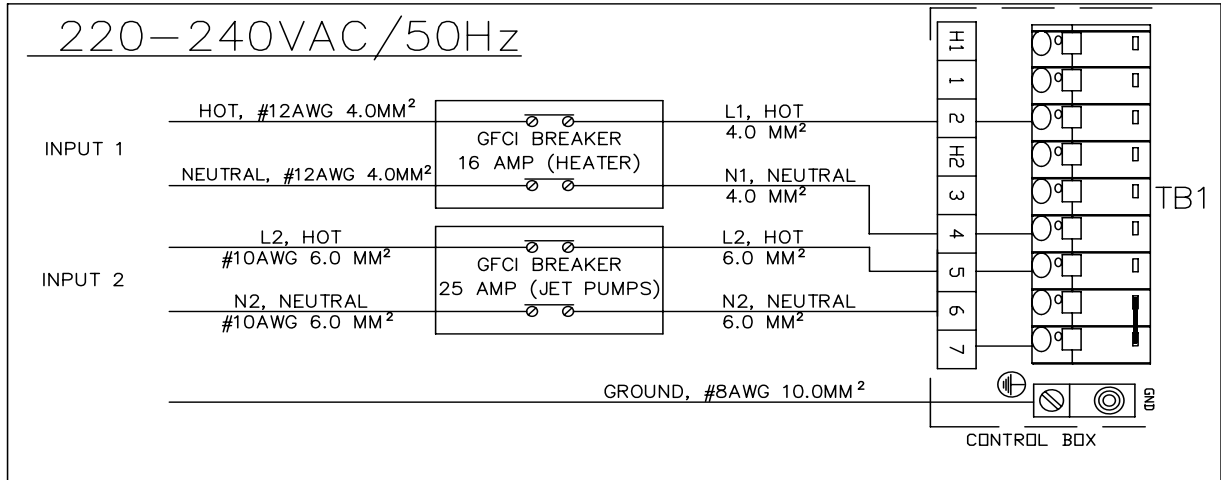 220-240VAC/50Hz
INPUT 1
HOT, #12AWG 4.0MM²
NEUTRAL, #12AWG 4.0MM²
GFCI BREAKER
16 AMP (HEATER)
L1, HOT
4.0 MM²
N1, NEUTRAL
4.0 MM²
INPUT 2
L2, HOT
#10AWG 6.0 MM²
N2, NEUTRAL
#10AWG 6.0 MM²
GFCI BREAKER
25 AMP (JET PUMPS)
L2, HOT
6.0 MM²
N2, NEUTRAL
6.0 MM²
GROUND, #8AWG 10.0MM²
H1
1
2
H2
3
4
5
6
7
TB1
GND
CONTROL BOX